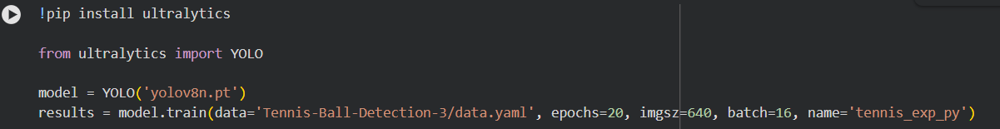 !pip install ultralytics
from ultralytics import YOLO
model = YOLO('yolov8n.pt')
results = model.train(data='Tennis-Ball-Detection-3/data.yaml', epochs=20, imgsz=640, batch=16, name='tennis_exp_py')